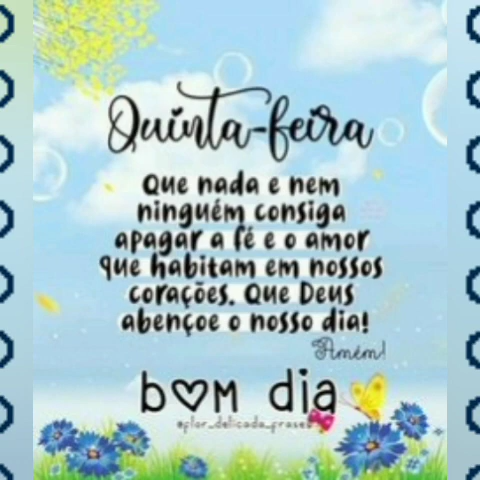 Quinta-feira
Que nada e nem
ninguém consiga
apagar a fé e o amor
que habitam em nossos
corações. Que Deus
abençoe o nosso dia!
Amém!
bom dia
@flor_delicada_frases